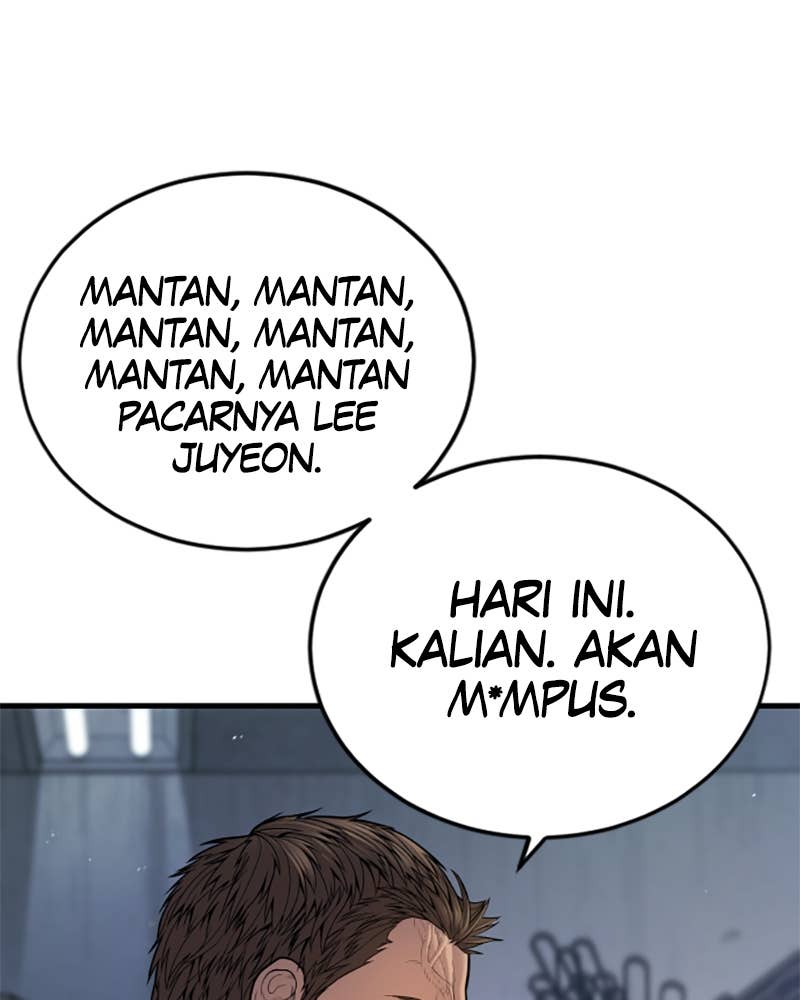 MANTAN, MANTAN,
MANTAN, MANTAN,
MANTAN, MANTAN
PACARNYA LEE
JUYEON.
HARI INI.
KALIAN. AKAN
M*MPUS.